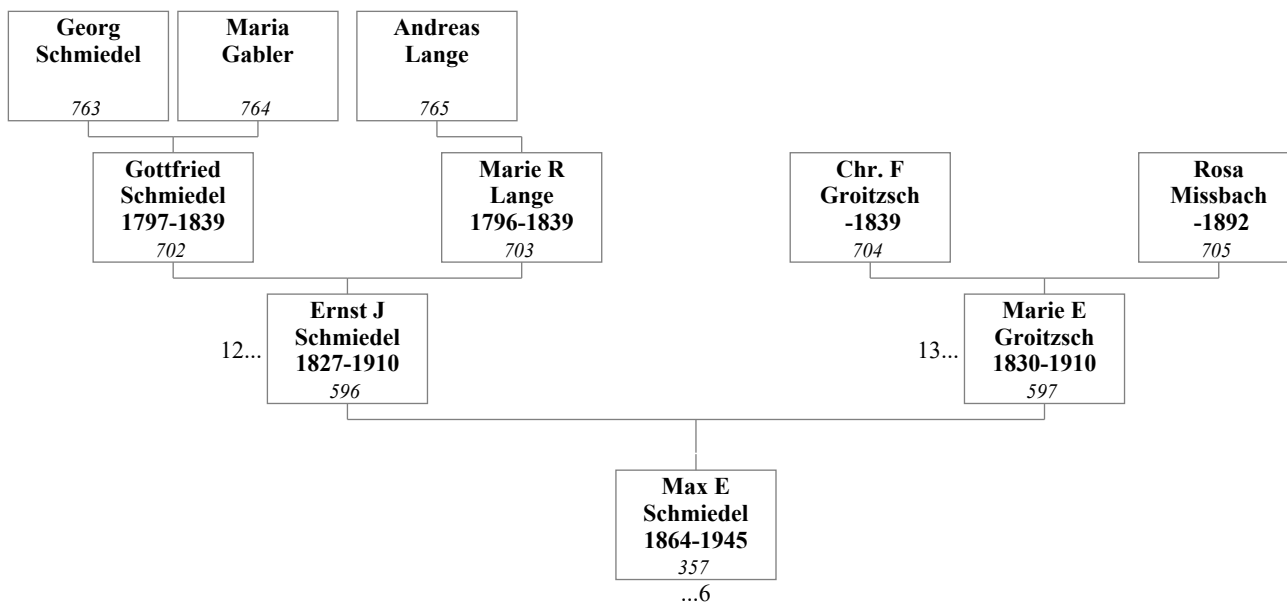 Georg
Schmiedel
763
Maria
Gabler
764
Andreas
Lange
765
Gottfried
Schmiedel
1797-1839
702
Marie R
Lange
1796-1839
703
Chr. F
Groitzsch
-1839
704
Rosa
Missbach
-1892
705
12...
Ernst J
Schmiedel
1827-1910
596
13...
Marie E
Groitzsch
1830-1910
597
Max E
Schmiedel
1864-1945
357
...6